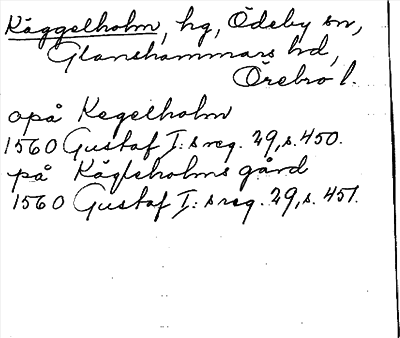 Käggelholm, hg, Ödeby sn,
Glanshammars hd,
Örebro l.
opå Kegelholm
1560 Gustaf I:s reg. 29, s. 450.
på Kägleholms gård
1560 Gustaf I:s reg. 29, s. 451.